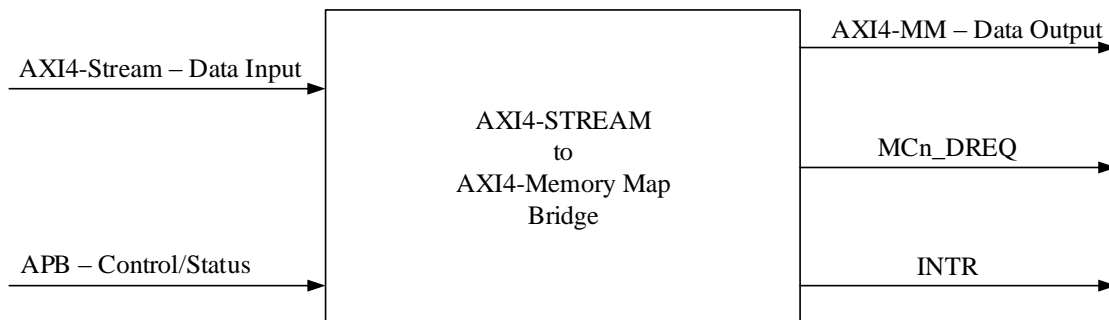 AXI4-Stream – Data Input
APB – Control/Status
AXI4-STREAM
to
AXI4-Memory Map
Bridge
AXI4-MM – Data Output
MCn_DREQ
INTR